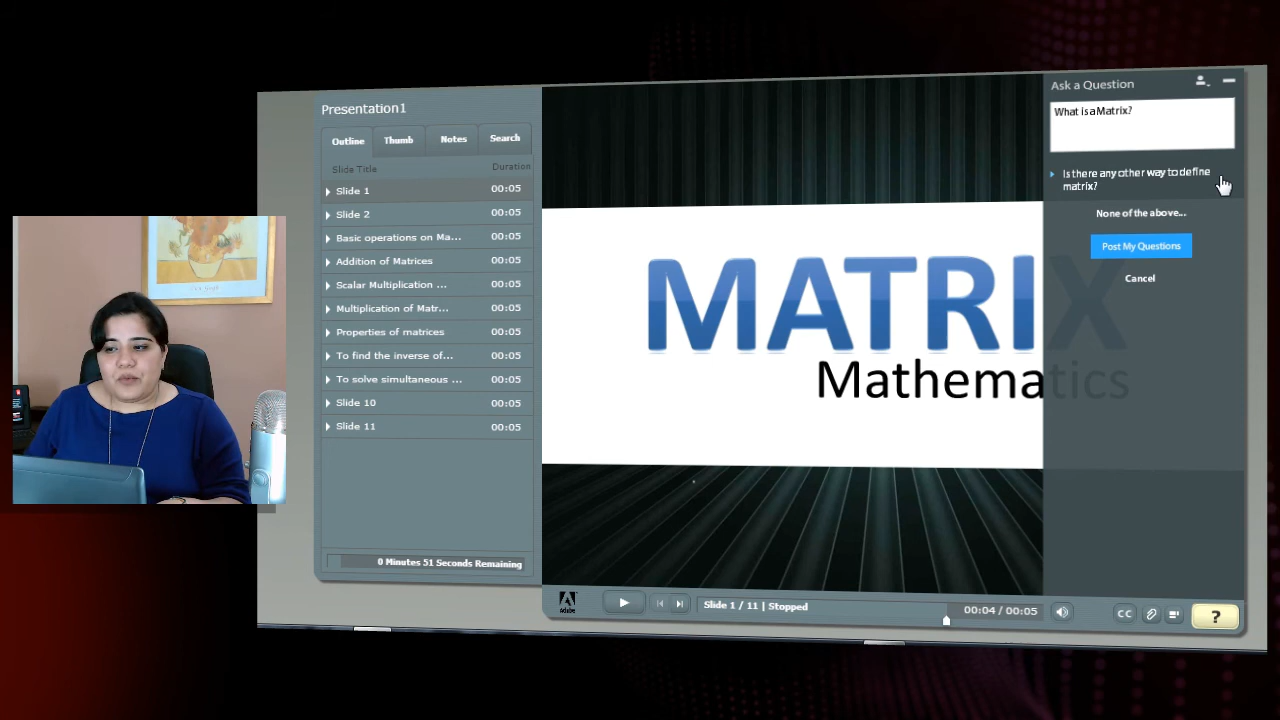 Presentation1
Outline
Thumb
Notes
Search
Slide Title
Duration
Slide 1
00:05
Slide 2
00:05
Basic operations on Ma...
00:05
Addition of Matrices
00:05
Scalar Multiplication ...
00:05
Multiplication of Matr...
00:05
Properties of matrices
00:05
To find the inverse of...
00:05
To solve simultaneous ...
00:05
Slide 10
00:05
Slide 11
00:05
0 Minutes 51 Seconds Remaining
MATRIX
Mathematics
Ask a Question
What is a Matrix?
Is there any other way to define
matrix?
None of the above...
Post My Questions
Cancel
Adobe
Slide 1 / 11 | Stopped
00:04 / 00:05
CC
?